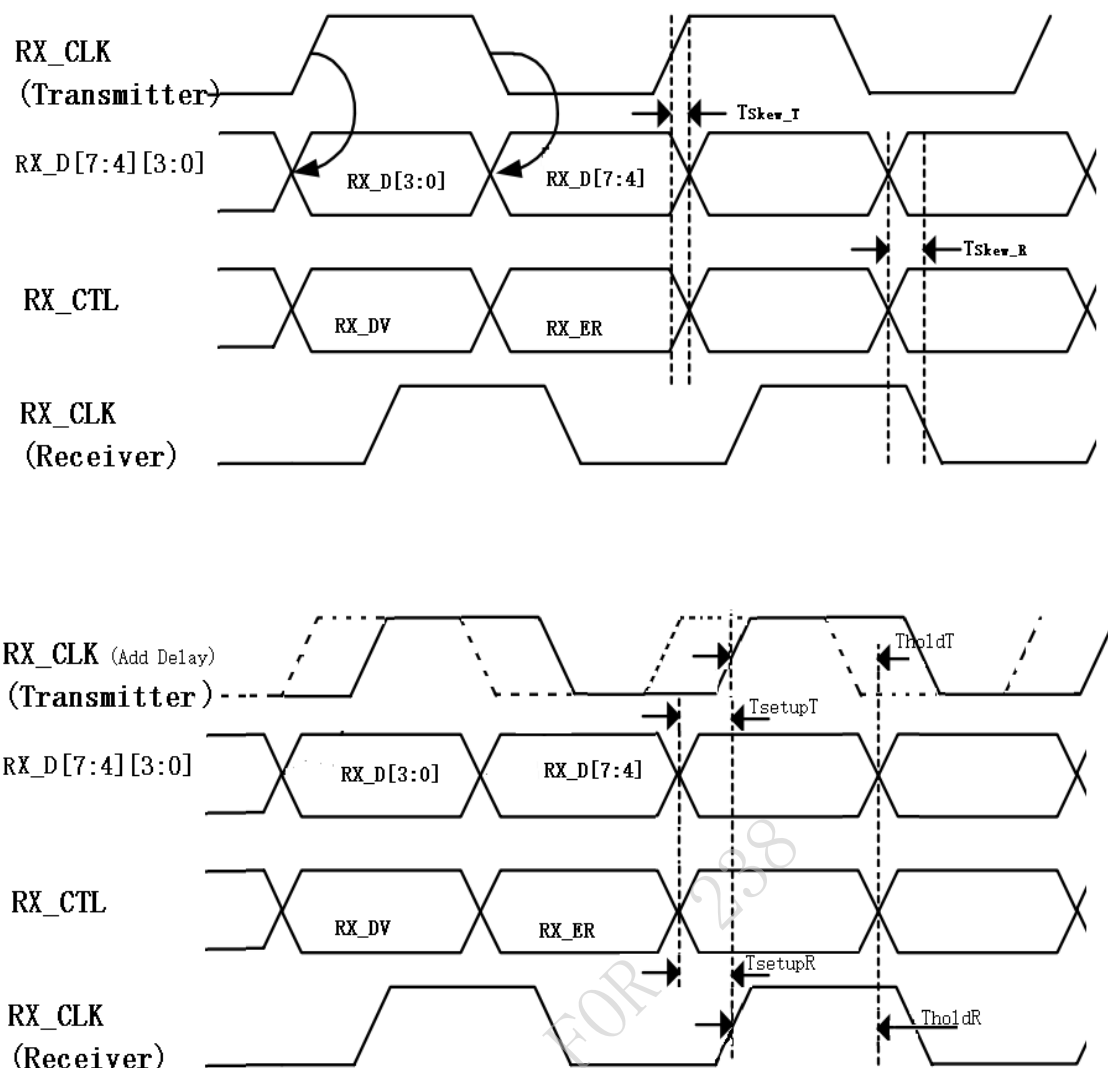 RX_CLK
(Transmitter)
TSkew_T
RX_D[7:4][3:0]
RX_D[3:0]
RX_D[7:4]
TSkew_R
RX_CTL
RX_DV
RX_ER
RX_CLK
(Receiver)
RX_CLK (Add Delay)
(Transmitter)
TholdT
TsetupT
RX_D[7:4][3:0]
RX_D[3:0]
RX_D[7:4]
RX_CTL
RX_DV
RX_ER
TsetupR
RX_CLK
(Receiver)
TholdR
FOR 238